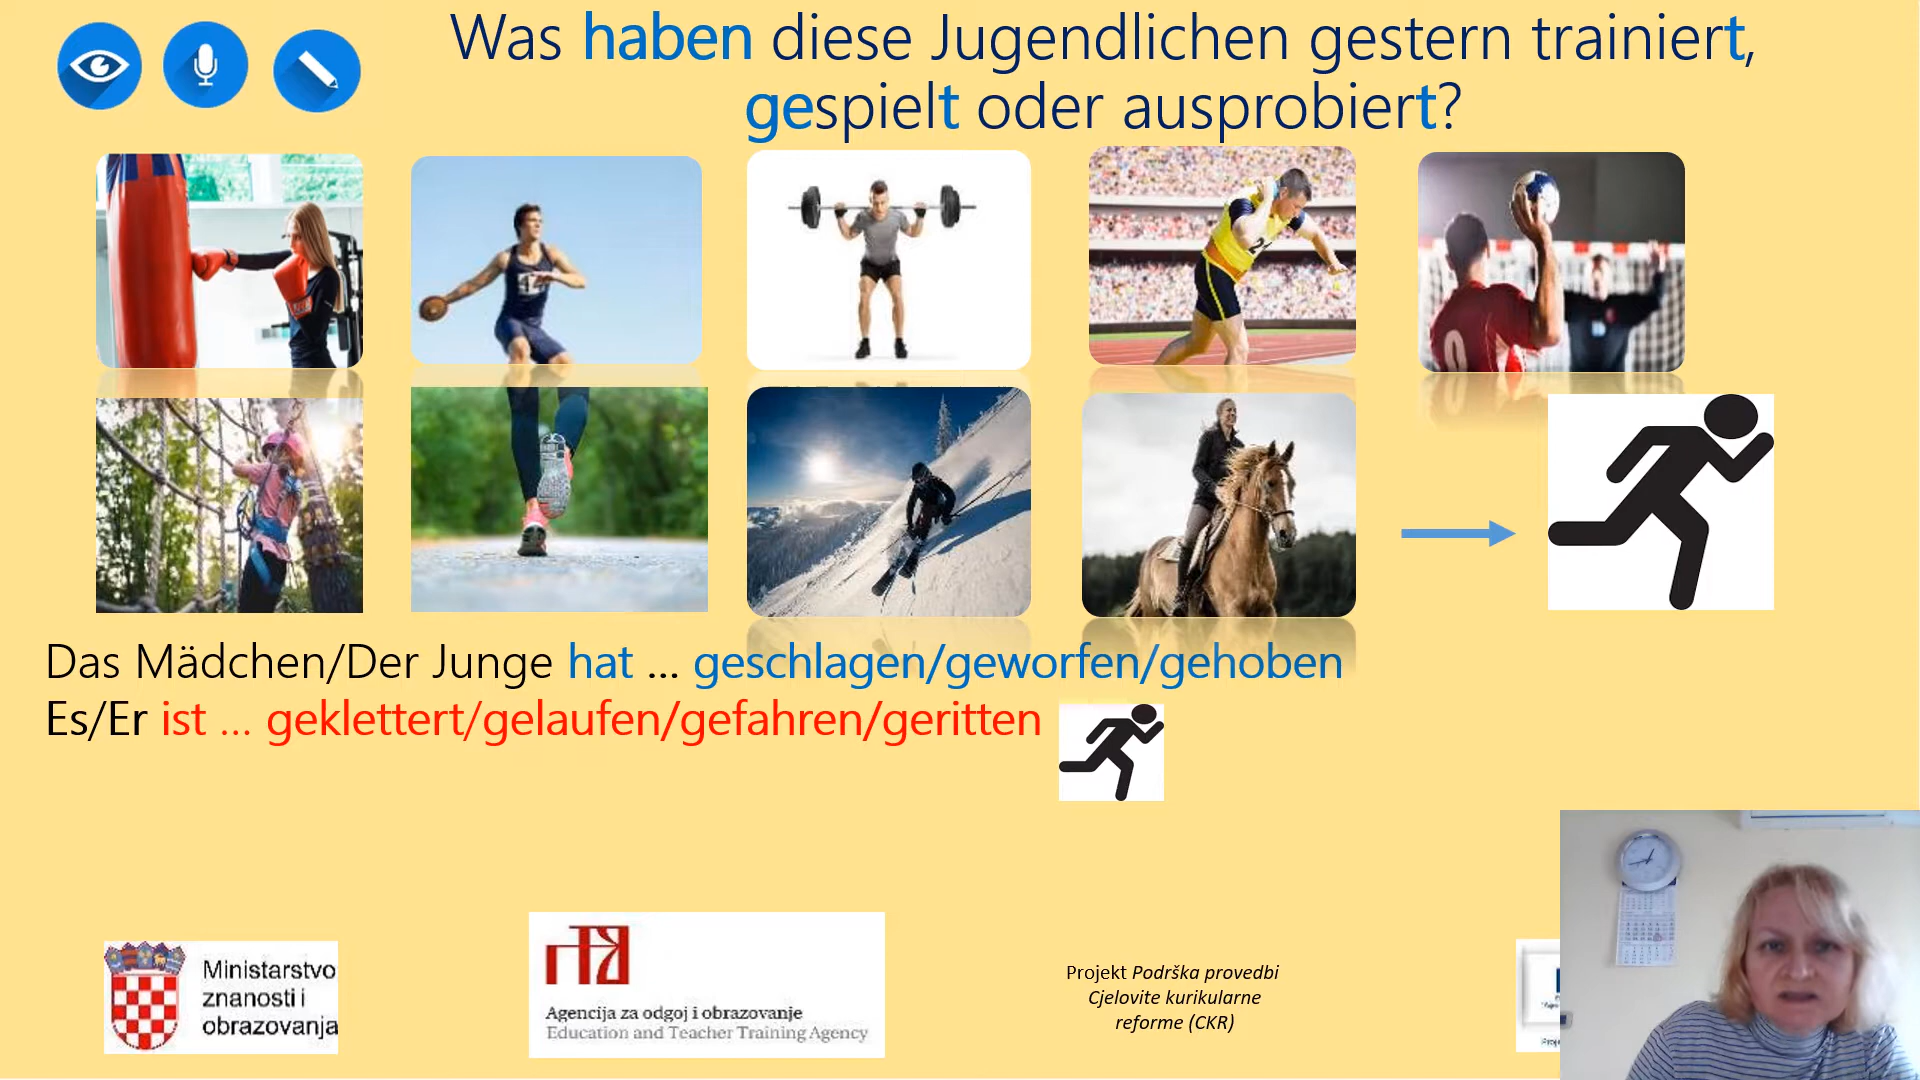 Was haben diese Jugendlichen gestern trainiert,
gespielt oder ausprobiert?
Das Mädchen/Der Junge hat ... geschlagen/geworfen/gehoben
Es/Er ist ... geklettert/gelaufen/gefahren/geritten
Ministarstvo
znanosti i
obrazovanja
Agencija za odgoj i obrazovanje
Education and Teacher Training Agency
Projekt Podrška provedbi
Cjelovite kurikularne
reforme (CKR)